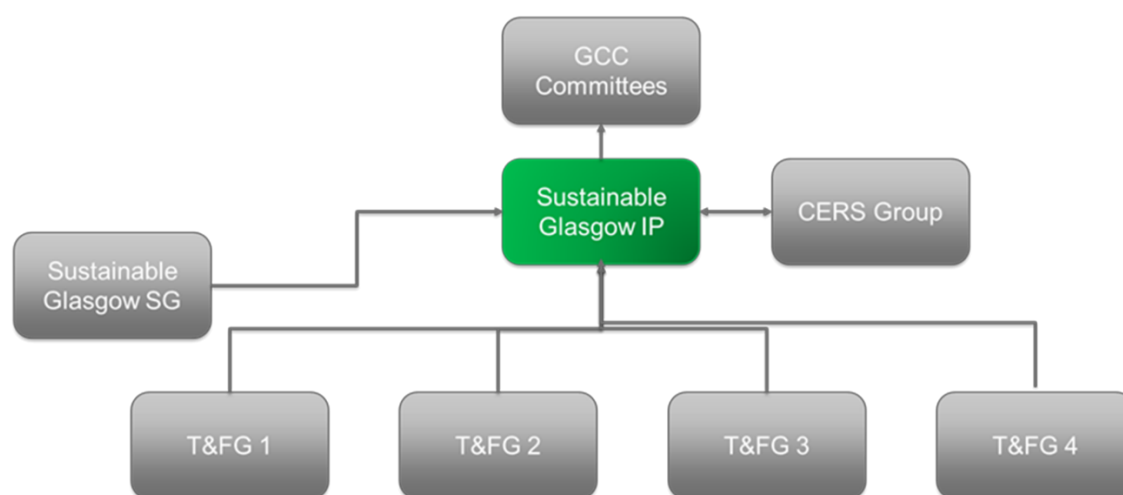 GCC
Committees
Sustainable
Glasgow IP
CERS Group
Sustainable
Glasgow SG
T&FG 1
T&FG 2
T&FG 3
T&FG 4